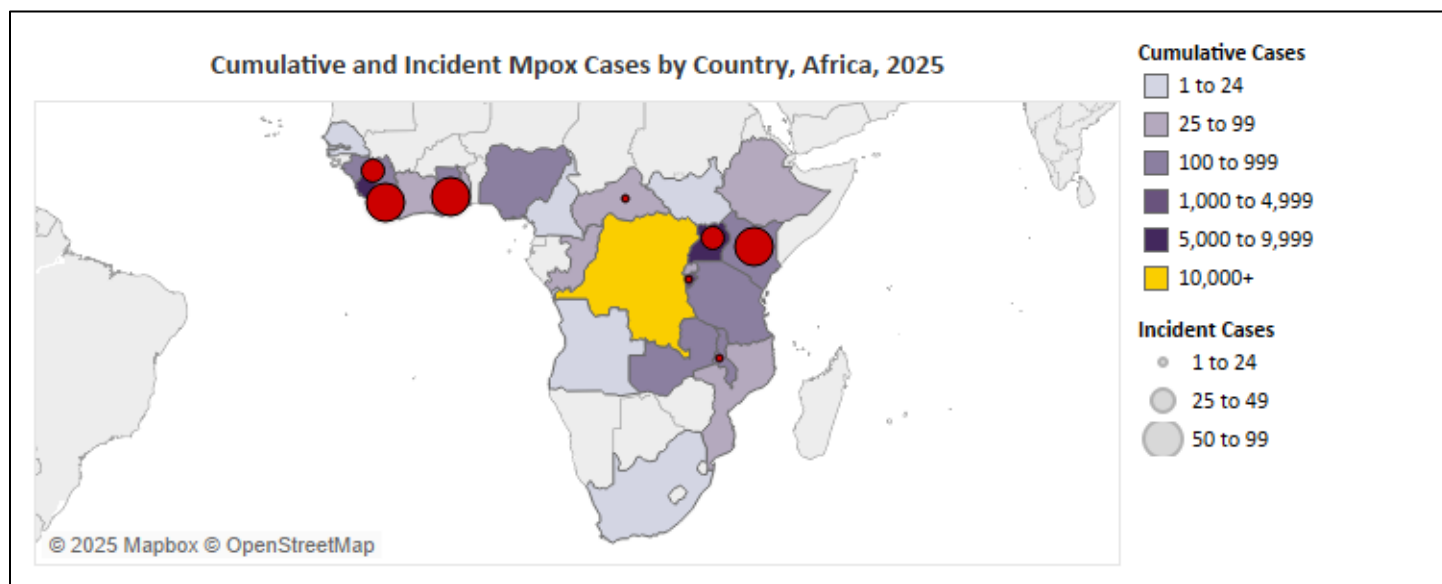 Cumulative and Incident Mpox Cases by Country, Africa, 2025
Cumulative Cases
1 to 24
25 to 99
100 to 999
1,000 to 4,999
5,000 to 9,999
10,000+
Incident Cases
1 to 24
25 to 49
50 to 99
© 2025 Mapbox © OpenStreetMap